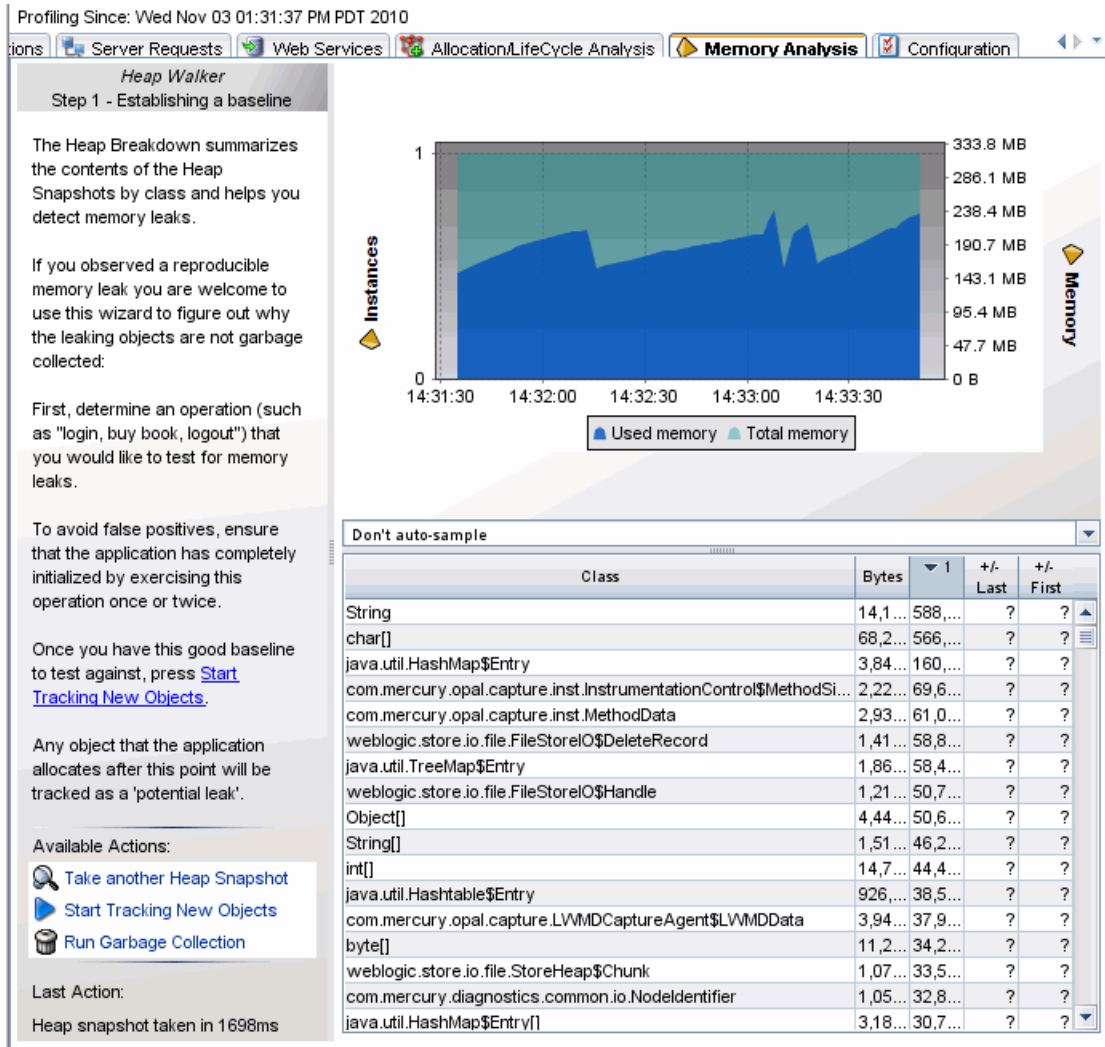 Profiling Since: Wed Nov 03 01:31:37 PM PDT 2010
ions Server Requests Web Services Allocation/LifeCycle Analysis Memory Analysis Configuration
Heap Walker
Step 1 - Establishing a baseline
The Heap Breakdown summarizes
the contents of the Heap
Snapshots by class and helps you
detect memory leaks.
If you observed a reproducible
memory leak you are welcome to
use this wizard to figure out why
the leaking objects are not garbage
collected:
First, determine an operation (such
as "login, buy book, logout") that
you would like to test for memory
leaks.
To avoid false positives, ensure
that the application has completely
initialized by exercising this
operation once or twice.
Once you have this good baseline
to test against, press Start
Tracking New Objects.
Any object that the application
allocates after this point will be
tracked as a 'potential leak'.
Available Actions:
Take another Heap Snapshot
Start Tracking New Objects
Run Garbage Collection
Last Action:
Heap snapshot taken in 1698ms
Instances
1
0
333.8 MB
286.1 MB
238.4 MB
190.7 MB
143.1 MB
95.4 MB
47.7 MB
0 B
Memory
14:31:30 14:32:00 14:32:30 14:33:00 14:33:30
Used memory Total memory
Don't auto-sample
Class Bytes 1 +/- Last +/- First
String 14,1... 588,... ? ?
char[] 68,2... 566,... ? ?
java.util.HashMap$Entry 3,84... 160,... ? ?
com.mercury.opal.capture.inst.InstrumentationControl$MethodSi... 2,22... 69,6... ? ?
com.mercury.opal.capture.inst.MethodData 2,93... 61,0... ? ?
weblogic.store.io.file.FileStoreIO$DeleteRecord 1,41... 58,8... ? ?
java.util.TreeMap$Entry 1,86... 58,4... ? ?
weblogic.store.io.file.FileStoreIO$Handle 1,21... 50,7... ? ?
Object[] 4,44... 50,6... ? ?
String[] 1,51... 46,2... ? ?
int[] 14,7... 44,4... ? ?
java.util.Hashtable$Entry 926,... 38,5... ? ?
com.mercury.opal.capture.LWMDCaptureAgent$LWMDData 3,94... 37,9... ? ?
byte[] 11,2... 34,2... ? ?
weblogic.store.io.file.StoreHeap$Chunk 1,07... 33,5... ? ?
com.mercury.diagnostics.common.io.NodeIdentifier 1,05... 32,8... ? ?
java.util.HashMap$Entry[] 3,18... 30,7... ? ?